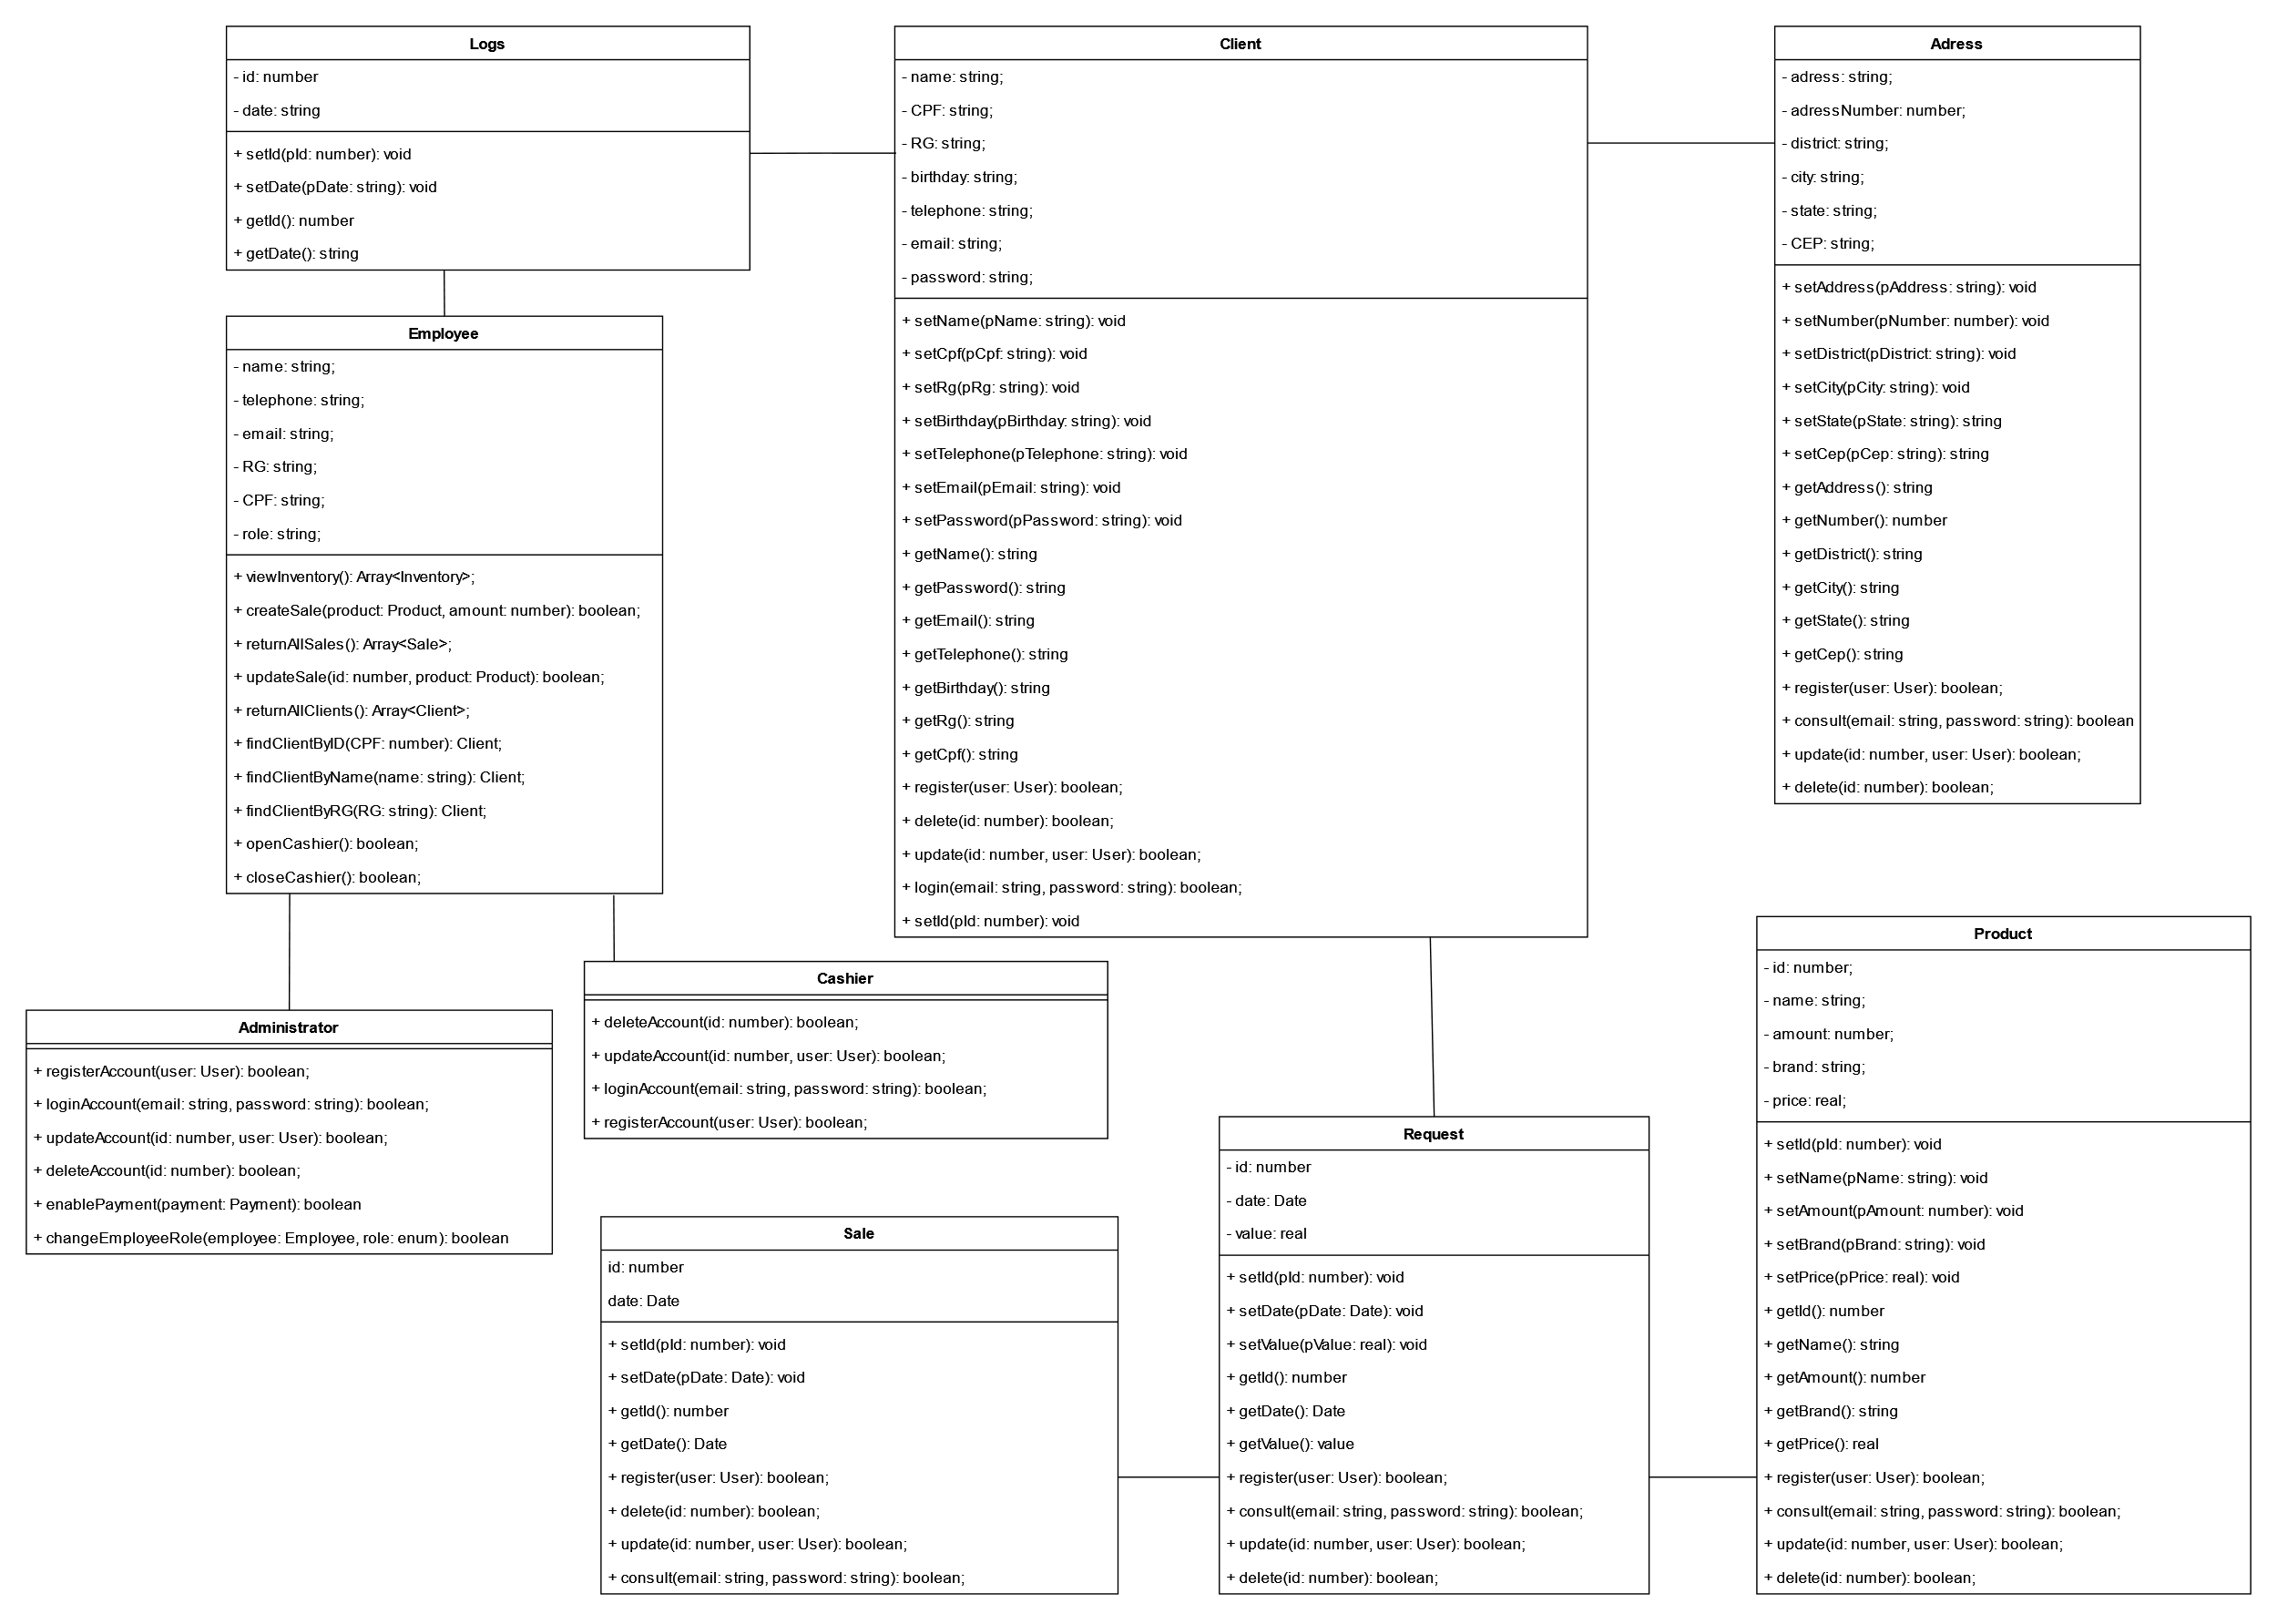 Logs
- id: number
- date: string
+ setId(pId: number): void
+ setDate(pDate: string): void
+ getId(): number
+ getDate(): string
Client
- name: string;
- CPF: string;
- RG: string;
- birthday: string;
- telephone: string;
- email: string;
- password: string;
+ setName(pName: string): void
+ setCpf(pCpf: string): void
+ setRg(pRg: string): void
+ setBirthday(pBirthday: string): void
+ setTelephone(pTelephone: string): void
+ setEmail(pEmail: string): void
+ setPassword(pPassword: string): void
+ getName(): string
+ getPassword(): string
+ getEmail(): string
+ getTelephone(): string
+ getBirthday(): string
+ getRg(): string
+ getCpf(): string
+ register(user: User): boolean;
+ delete(id: number): boolean;
+ update(id: number, user: User): boolean;
+ login(email: string, password: string): boolean;
+ setId(pId: number): void
Adress
- adress: string;
- adressNumber: number;
- district: string;
- city: string;
- state: string;
- CEP: string;
+ setAddress(pAddress: string): void
+ setNumber(pNumber: number): void
+ setDistrict(pDistrict: string): void
+ setCity(pCity: string): void
+ setState(pState: string): string
+ setCep(pCep: string): string
+ getAddress(): string
+ getNumber(): number
+ getDistrict(): string
+ getCity(): string
+ getState(): string
+ getCep(): string
+ register(user: User): boolean;
+ consult(email: string, password: string): boolean
+ update(id: number, user: User): boolean;
+ delete(id: number): boolean;
Employee
- name: string;
- telephone: string;
- email: string;
- RG: string;
- CPF: string;
- role: string;
+ viewInventory(): Array<Inventory>;
+ createSale(product: Product, amount: number): boolean;
+ returnAllSales(): Array<Sale>;
+ updateSale(id: number, product: Product): boolean;
+ returnAllClients(): Array<Client>;
+ findClientByID(CPF: number): Client;
+ findClientByName(name: string): Client;
+ findClientByRG(RG: string): Client;
+ openCashier(): boolean;
+ closeCashier(): boolean;
Administrator
+ registerAccount(user: User): boolean;
+ loginAccount(email: string, password: string): boolean;
+ updateAccount(id: number, user: User): boolean;
+ deleteAccount(id: number): boolean;
+ enablePayment(payment: Payment): boolean
+ changeEmployeeRole(employee: Employee, role: enum): boolean
Cashier
+ deleteAccount(id: number): boolean;
+ updateAccount(id: number, user: User): boolean;
+ loginAccount(email: string, password: string): boolean;
+ registerAccount(user: User): boolean;
Sale
id: number
date: Date
+ setId(pId: number): void
+ setDate(pDate: Date): void
+ getId(): number
+ getDate(): Date
+ register(user: User): boolean;
+ delete(id: number): boolean;
+ update(id: number, user: User): boolean;
+ consult(email: string, password: string): boolean;
Request
- id: number
- date: Date
- value: real
+ setId(pId: number): void
+ setDate(pDate: Date): void
+ setValue(pValue: real): void
+ getId(): number
+ getDate(): Date
+ getValue(): value
+ register(user: User): boolean;
+ consult(email: string, password: string): boolean;
+ update(id: number, user: User): boolean;
+ delete(id: number): boolean;
Product
- id: number;
- name: string;
- amount: number;
- brand: string;
- price: real;
+ setId(pId: number): void
+ setName(pName: string): void
+ setAmount(pAmount: number): void
+ setBrand(pBrand: string): void
+ setPrice(pPrice: real): void
+ getId(): number
+ getName(): string
+ getAmount(): number
+ getBrand(): string
+ getPrice(): real
+ register(user: User): boolean;
+ consult(email: string, password: string): boolean;
+ update(id: number, user: User): boolean;
+ delete(id: number): boolean;